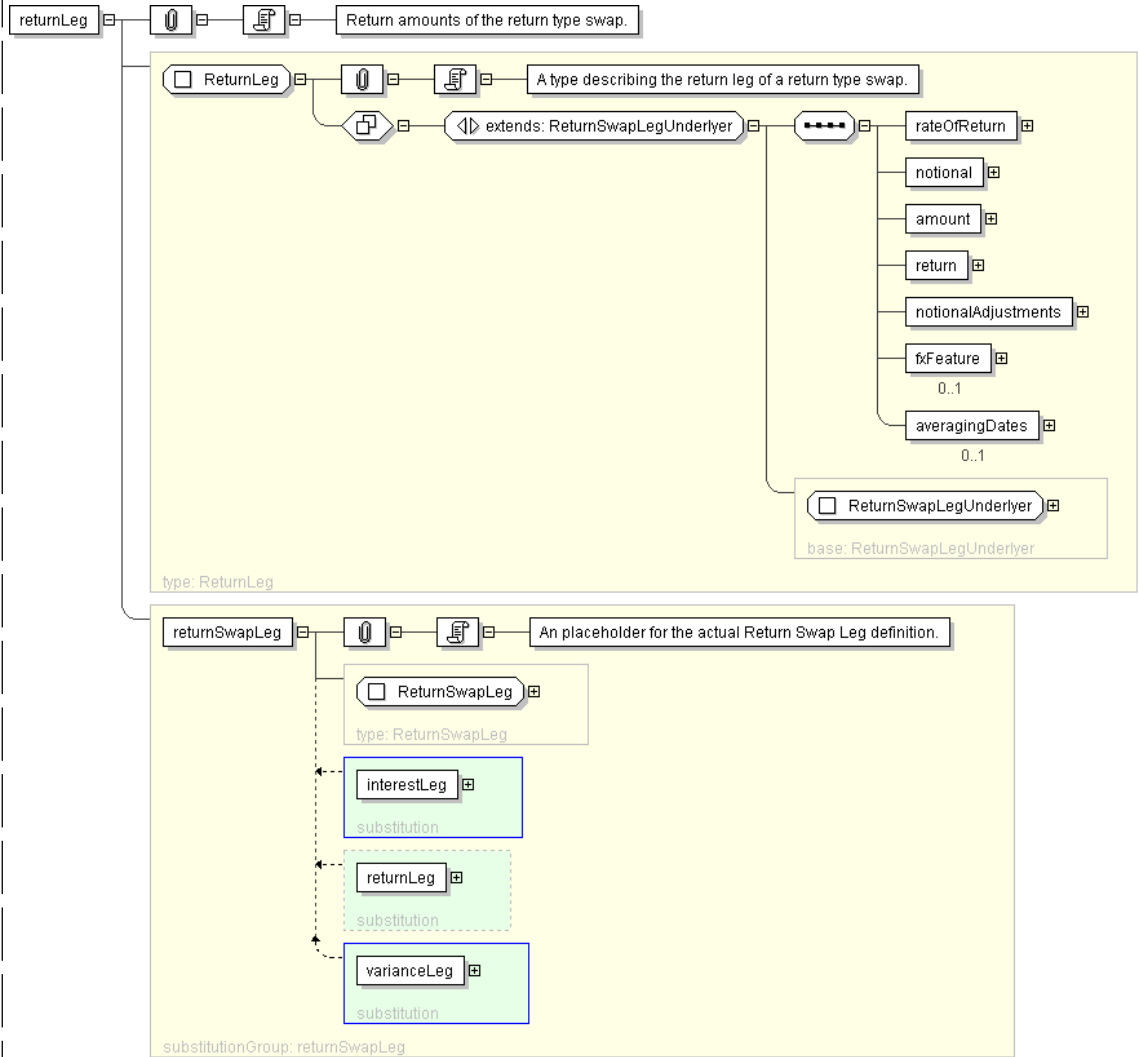 returnLeg
Return amounts of the return type swap.
ReturnLeg
A type describing the return leg of a return type swap.
extends: ReturnSwapLegUnderlyer
rateOfReturn
notional
amount
return
notionalAdjustments
fxFeature
0..1
averagingDates
0..1
ReturnSwapLegUnderlyer
base: ReturnSwapLegUnderlyer
type: ReturnLeg
returnSwapLeg
An placeholder for the actual Return Swap Leg definition.
ReturnSwapLeg
type: ReturnSwapLeg
interestLeg
substitution
returnLeg
substitution
varianceLeg
substitution
substitutionGroup: returnSwapLeg